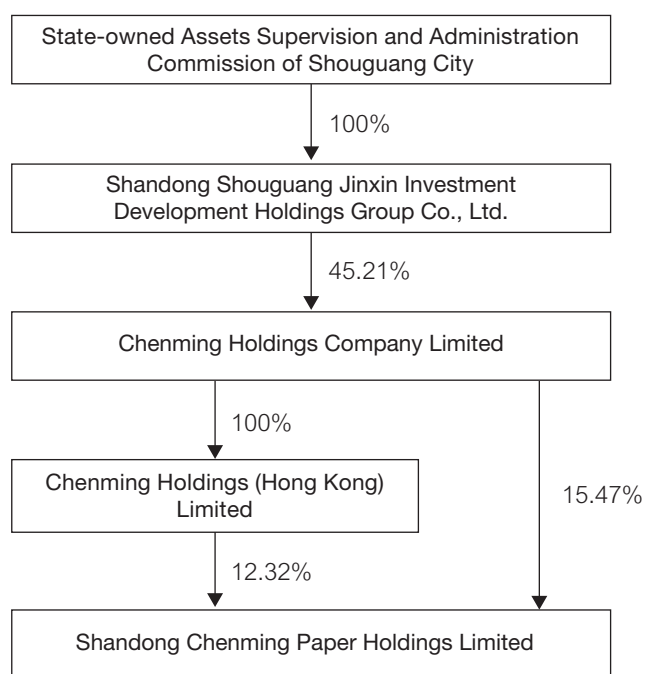 State-owned Assets Supervision and Administration
Commission of Shouguang City
100%
Shandong Shouguang Jinxin Investment
Development Holdings Group Co., Ltd.
45.21%
Chenming Holdings Company Limited
100%
Chenming Holdings (Hong Kong)
Limited
15.47%
12.32%
Shandong Chenming Paper Holdings Limited